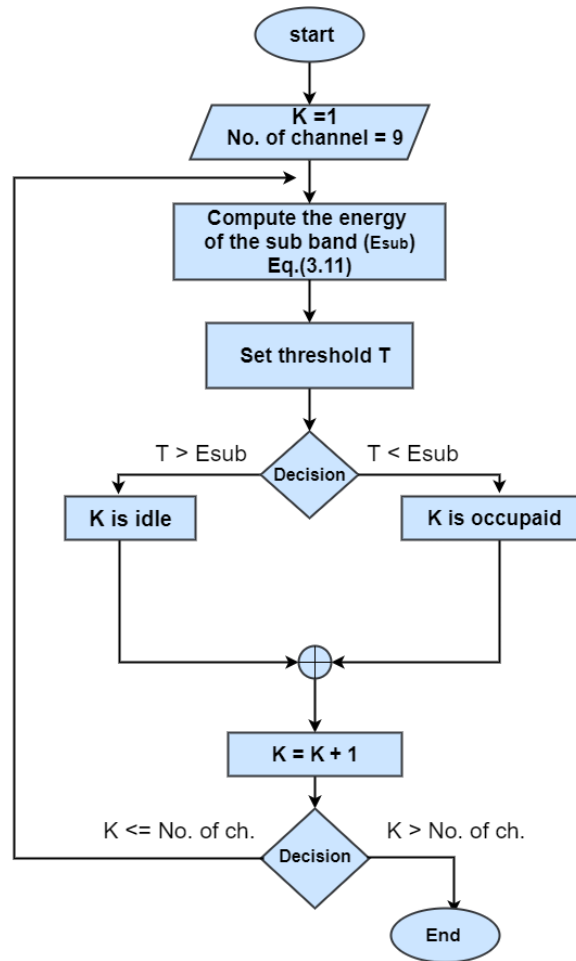 start
K =1
No. of channel = 9
Compute the energy
of the sub band (Esub)
Eq.(3.11)
Set threshold T
T > Esub
T < Esub
Decision
K is idle
K is occupaid
K = K + 1
K <= No. of ch.
K > No. of ch.
Decision
End